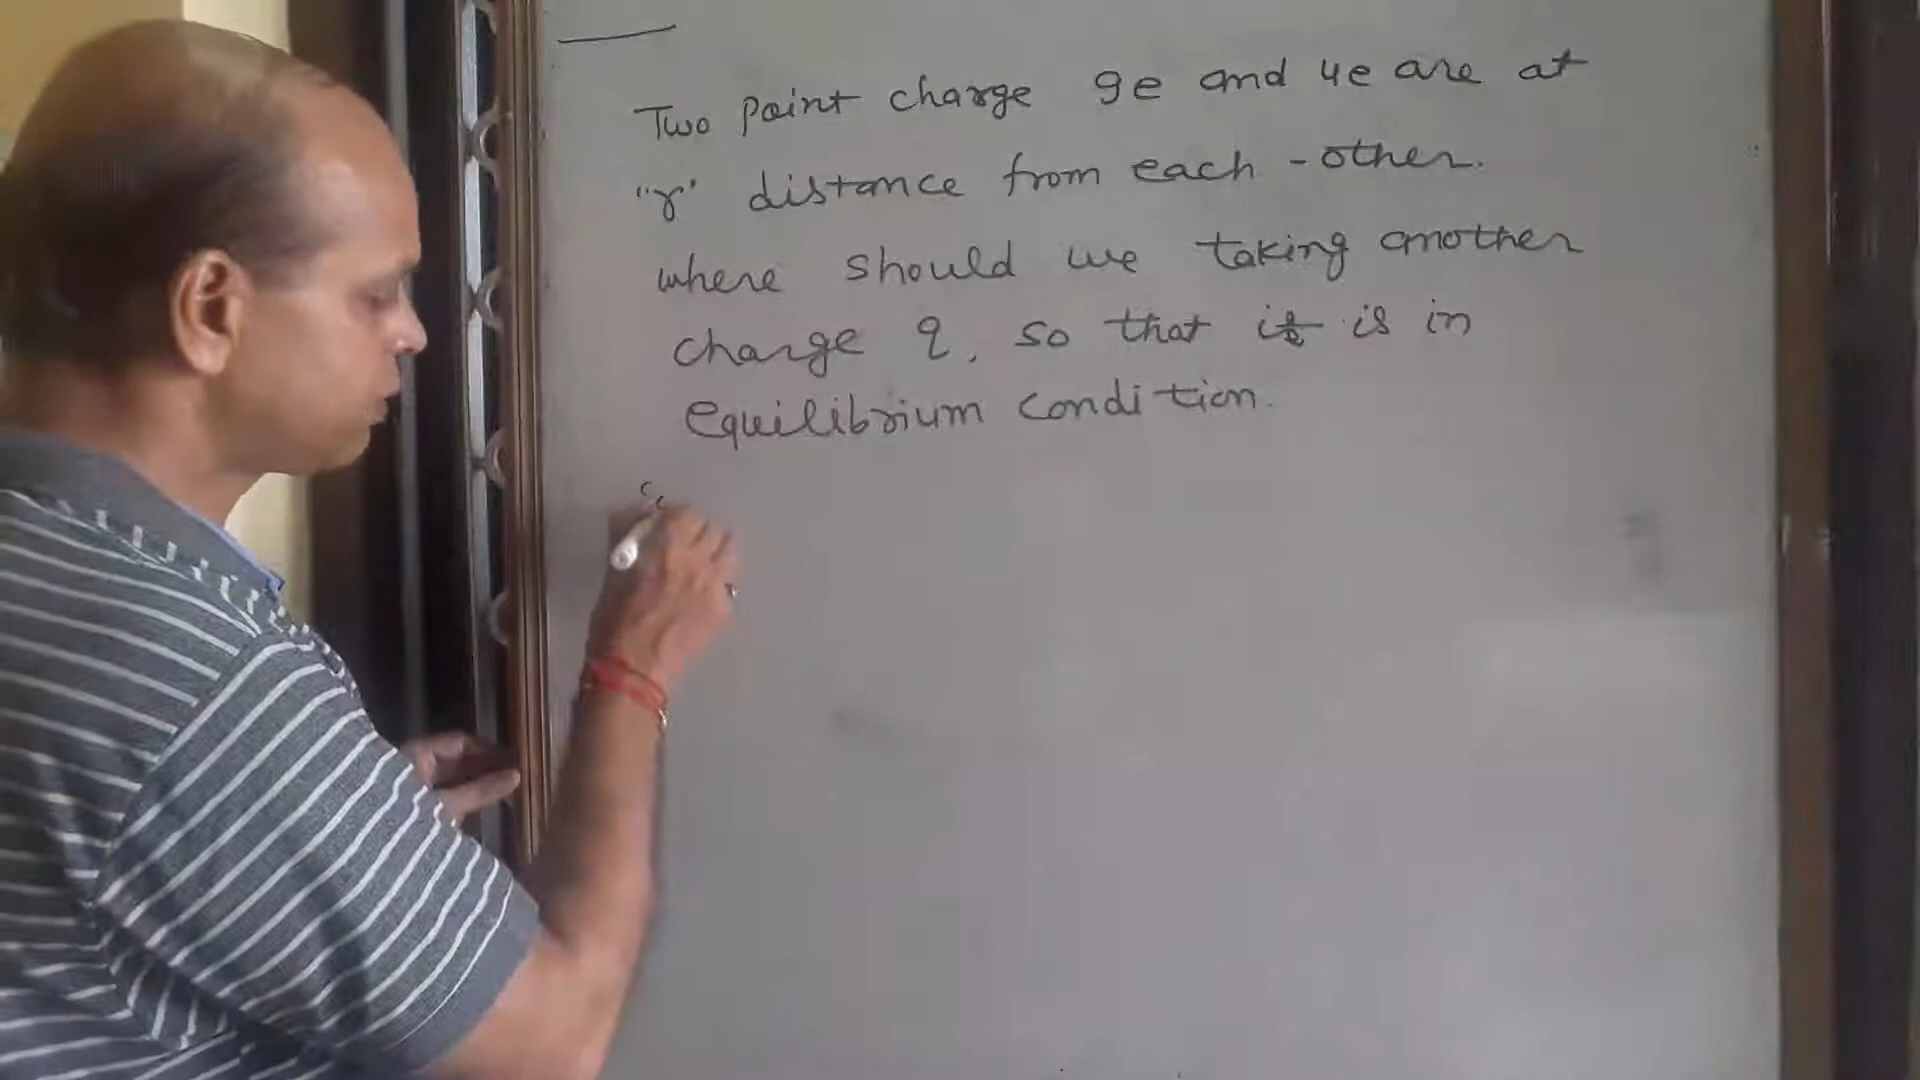 Two point charge 9e and 4e are at
"r" distance from each-other.
where should we taking another
charge q, so that it is in
equilibrium condition.